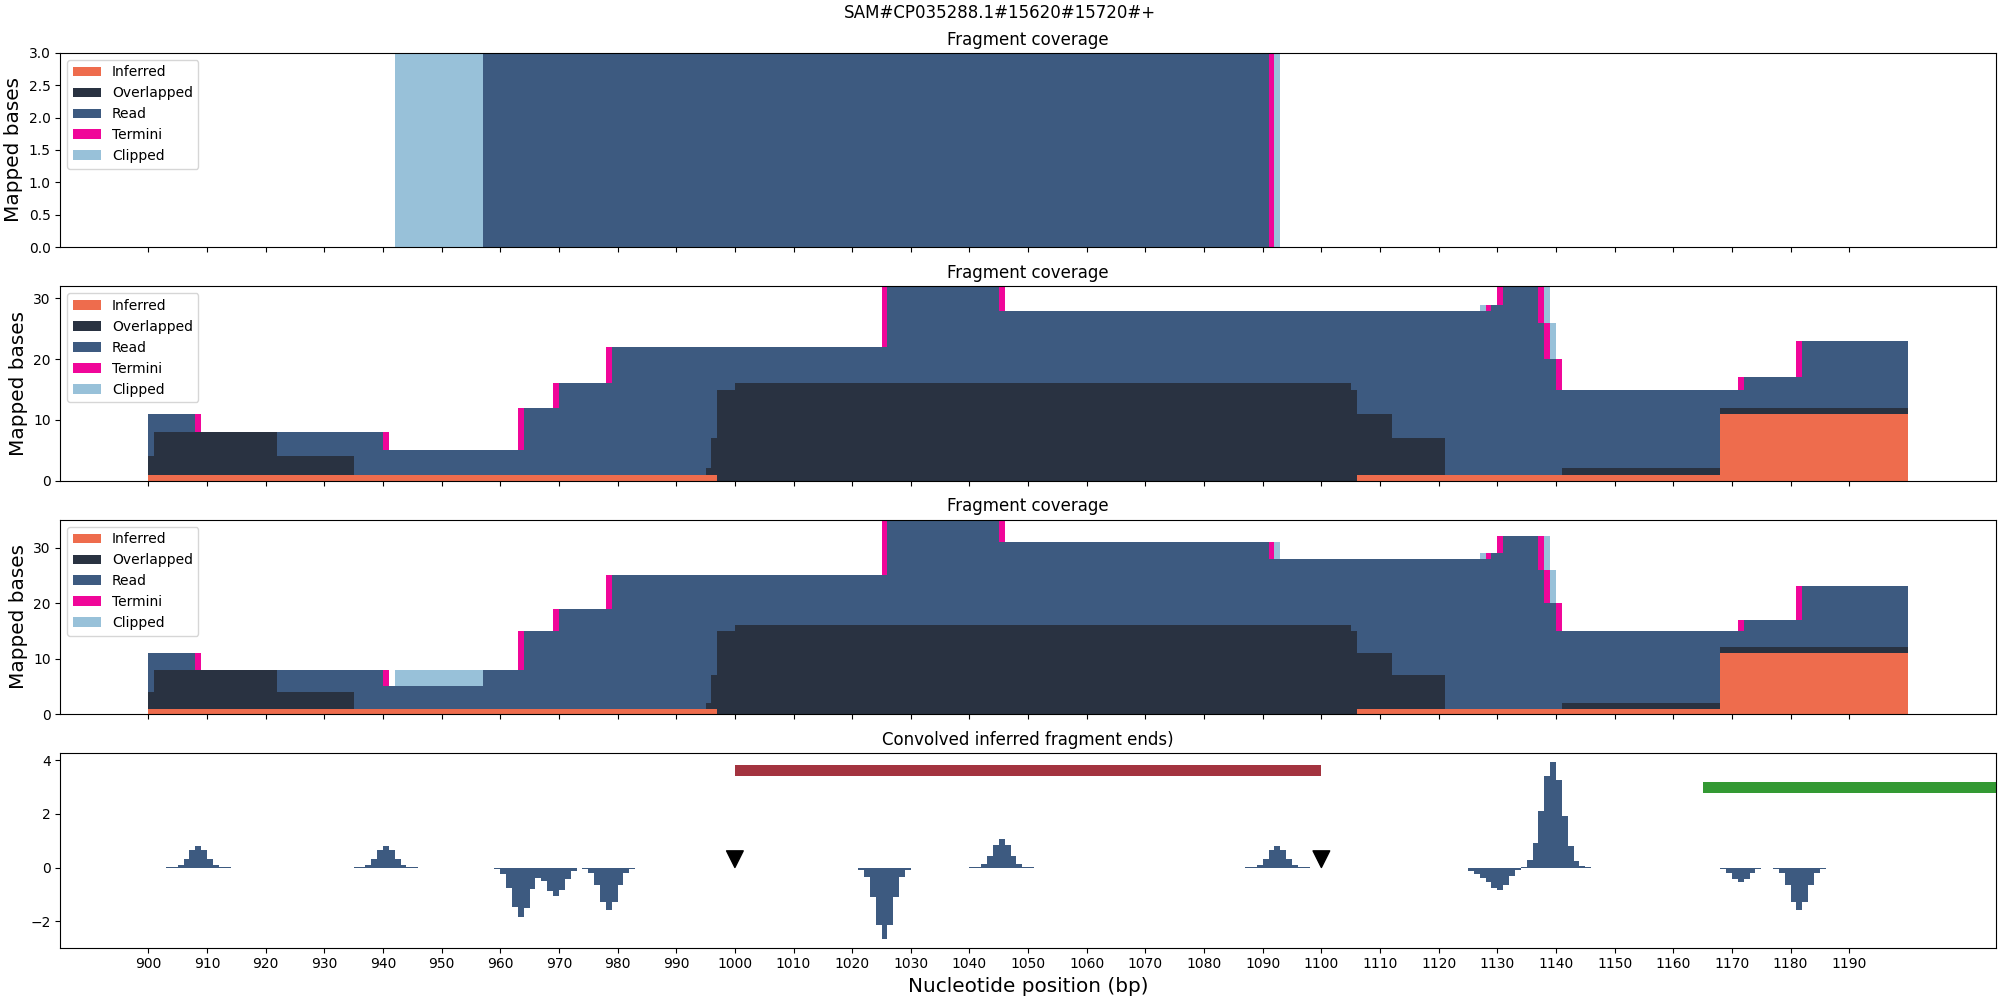 SAM#CP035288.1#15620#15720#+
Fragment coverage
Mapped bases
3.0
2.5
2.0
1.5
1.0
0.5
0.0
Inferred
Overlapped
Read
Termini
Clipped
Fragment coverage
Mapped bases
30
20
10
0
Inferred
Overlapped
Read
Termini
Clipped
Fragment coverage
Mapped bases
30
20
10
0
Inferred
Overlapped
Read
Termini
Clipped
Convolved inferred fragment ends)
4
2
0
−2
900 910 920 930 940 950 960 970 980 990 1000 1010 1020 1030 1040 1050 1060 1070 1080 1090 1100 1110 1120 1130 1140 1150 1160 1170 1180 1190
Nucleotide position (bp)